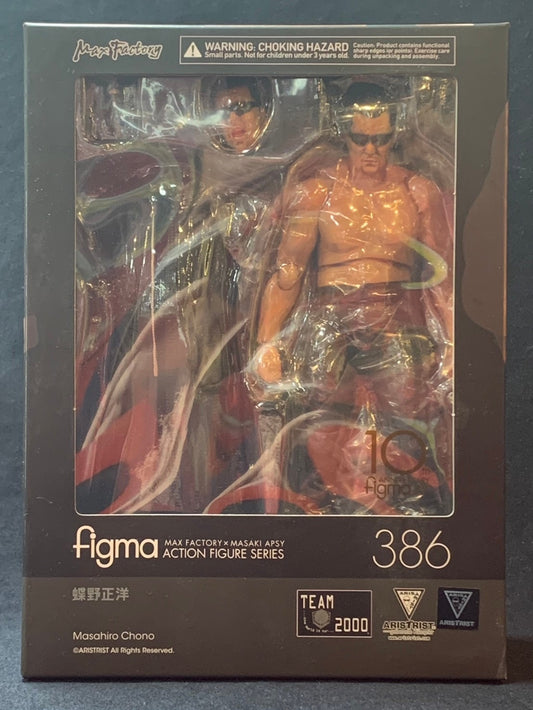 Max Factory
WARNING: CHOKING HAZARD
Small parts. Not for children under 3 years old.
Caution: Product contains functional
sharp edges (or points). Exercise care
during unpacking and assembly.
10
figma
figma
MAX FACTORY × MASAKI APSY
ACTION FIGURE SERIES
386
蝶野正洋
Masahiro Chono
©ARISTRIST All Rights Reserved.
TEAM
2000
ARISTRIST
ARISTRIST